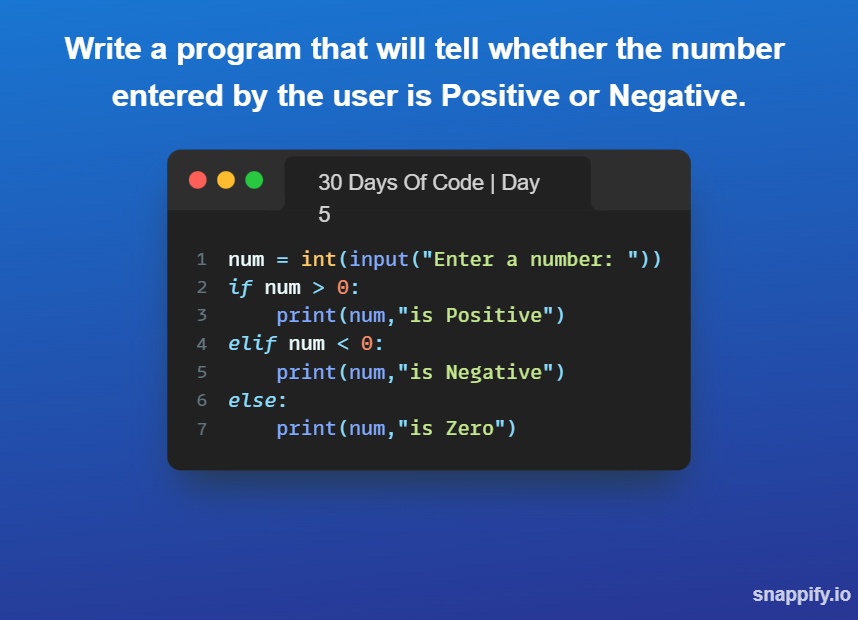 Write a program that will tell whether the number
entered by the user is Positive or Negative.
30 Days Of Code | Day
5
1 num = int(input("Enter a number: "))
2 if num > 0:
3     print(num,"is Positive")
4 elif num < 0:
5     print(num,"is Negative")
6 else:
7     print(num,"is Zero")
snappify.io